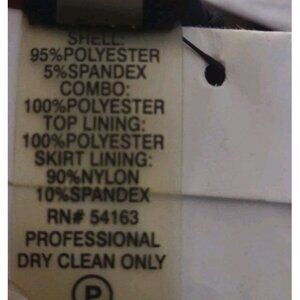 SHELL:
95%POLYESTER
5%SPANDEX
COMBO:
100%POLYESTER
TOP LINING:
100%POLYESTER
SKIRT LINING:
90%NYLON
10%SPANDEX
RN# 54163
PROFESSIONAL
DRY CLEAN ONLY
P